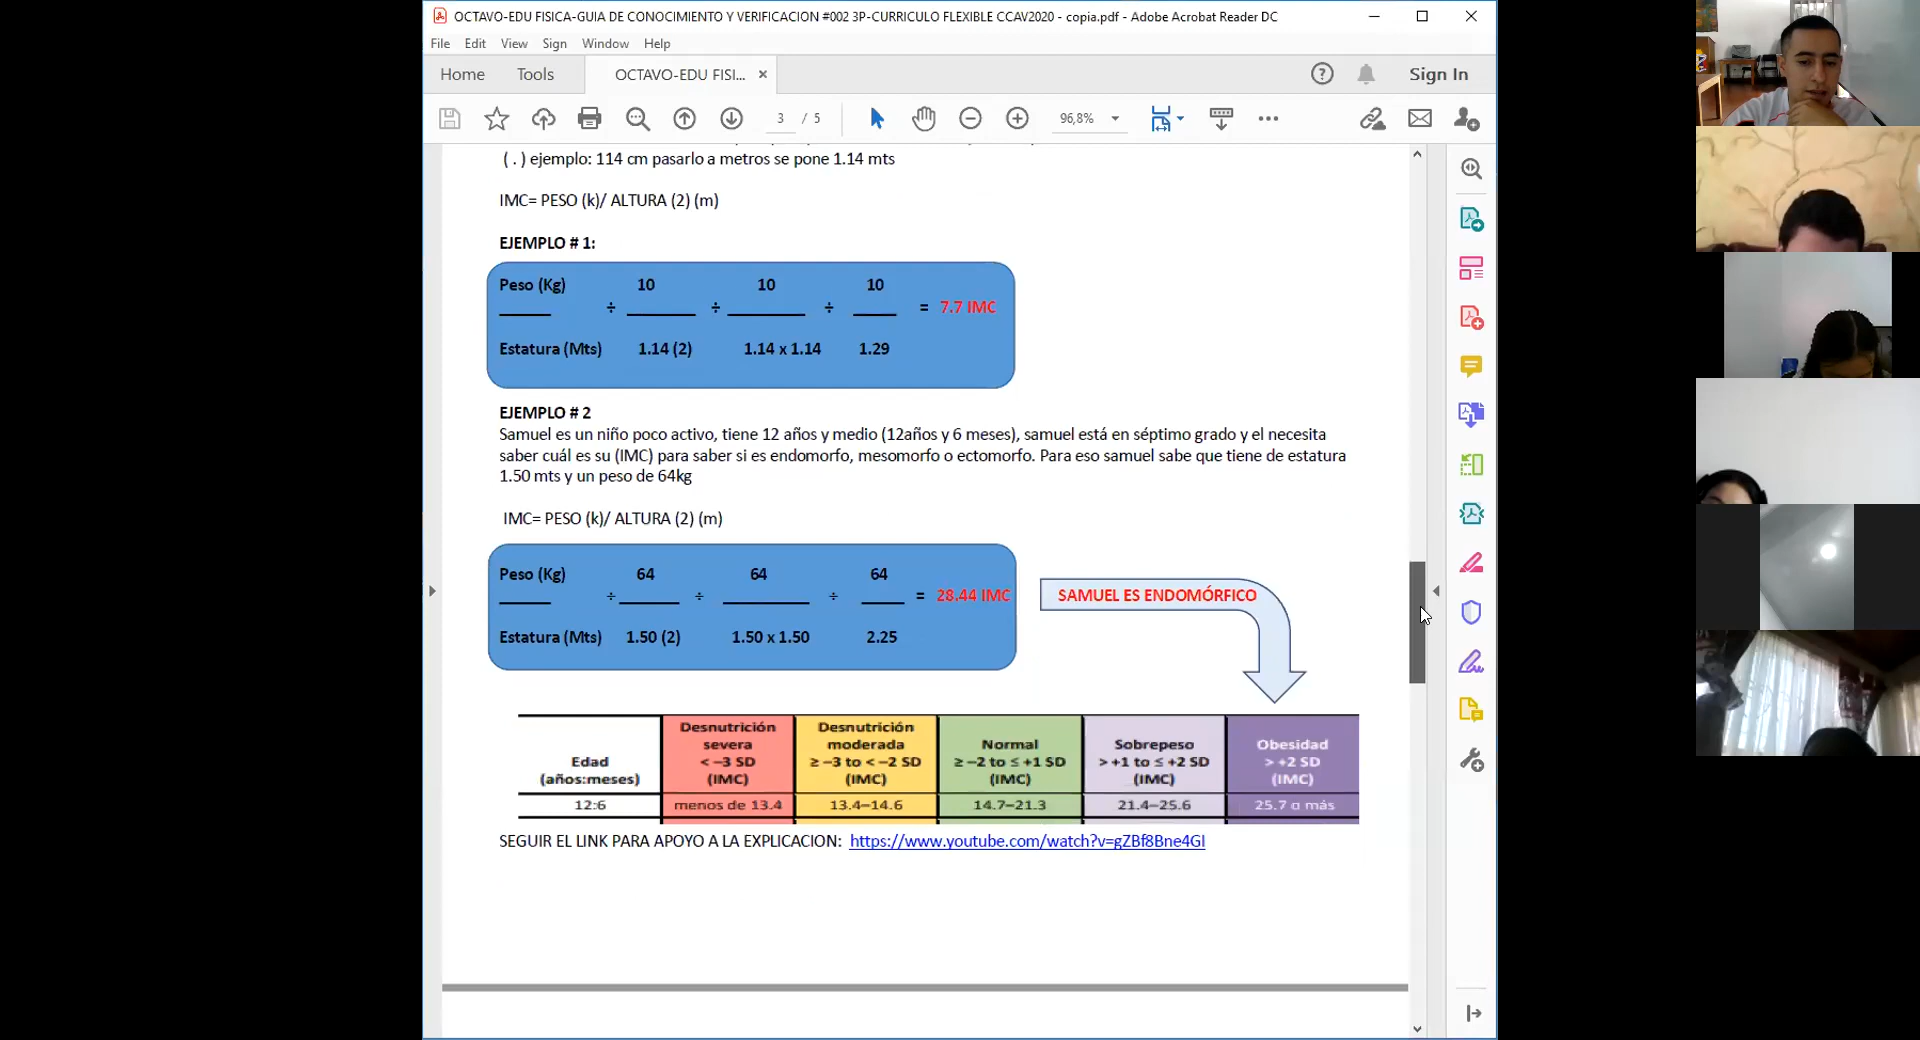 OCTAVO-EDU FISICA-GUIA DE CONOCIMIENTO Y VERIFICACION #002 3P-CURRICULO FLEXIBLE CCAV2020 - copia.pdf - Adobe Acrobat Reader DC
File Edit View Sign Window Help
Home Tools OCTAVO-EDU FISI... × Sign In
3 / 5 96,8%
( . ) ejemplo: 114 cm pasarlo a metros se pone 1.14 mts
IMC= PESO (k)/ ALTURA (2) (m)
EJEMPLO # 1:
Peso (Kg) 10 10 10
÷ ÷ ÷ = 7.7 IMC
Estatura (Mts) 1.14 (2) 1.14 x 1.14 1.29
EJEMPLO # 2
Samuel es un niño poco activo, tiene 12 años y medio (12años y 6 meses), samuel está en séptimo grado y el necesita
saber cuál es su (IMC) para saber si es endomorfo, mesomorfo o ectomorfo. Para eso samuel sabe que tiene de estatura
1.50 mts y un peso de 64kg
IMC= PESO (k)/ ALTURA (2) (m)
Peso (Kg) 64 64 64
÷ ÷ ÷ = 28.44 IMC
Estatura (Mts) 1.50 (2) 1.50 x 1.50 2.25
SAMUEL ES ENDOMÓRFICO
Edad
(años:meses)
Desnutrición
severa
< −3 SD
(IMC)
Desnutrición
moderada
≥ −3 to < −2 SD
(IMC)
Normal
≥ −2 to ≤ +1 SD
(IMC)
Sobrepeso
> +1 to ≤ +2 SD
(IMC)
Obesidad
> +2 SD
(IMC)
12:6 menos de 13.4 13.4–14.6 14.7–21.3 21.4–25.6 25.7 o más
SEGUIR EL LINK PARA APOYO A LA EXPLICACION: https://www.youtube.com/watch?v=gZBf8Bne4GI